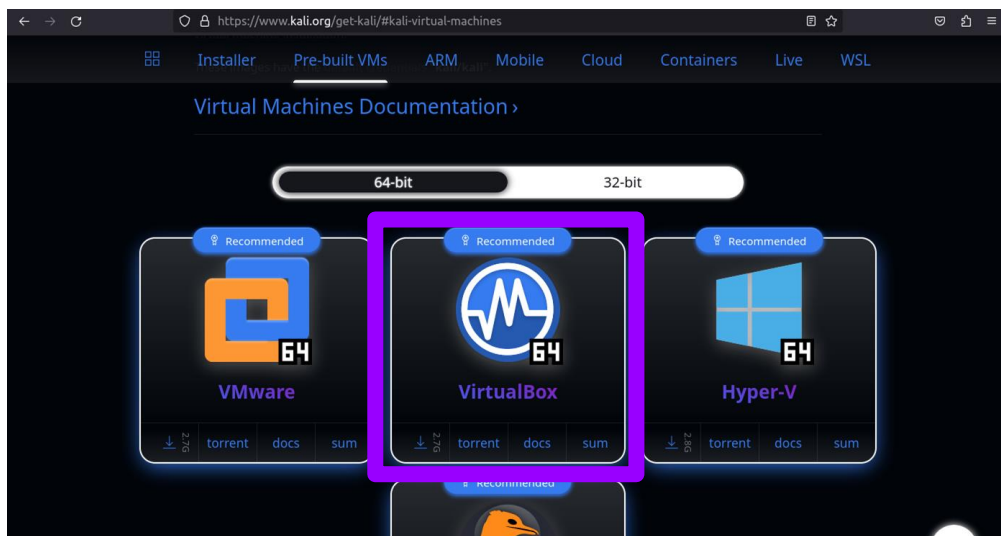 https://www.kali.org/get-kali/#kali-virtual-machines
Installer Pre-built VMs ARM Mobile Cloud Containers Live WSL
Virtual Machines Documentation ›
64-bit 32-bit
Recommended Recommended Recommended
64 64 64
VMware VirtualBox Hyper-V
2.7G torrent docs sum 2.7G torrent docs sum 2.8G torrent docs sum
Recommended